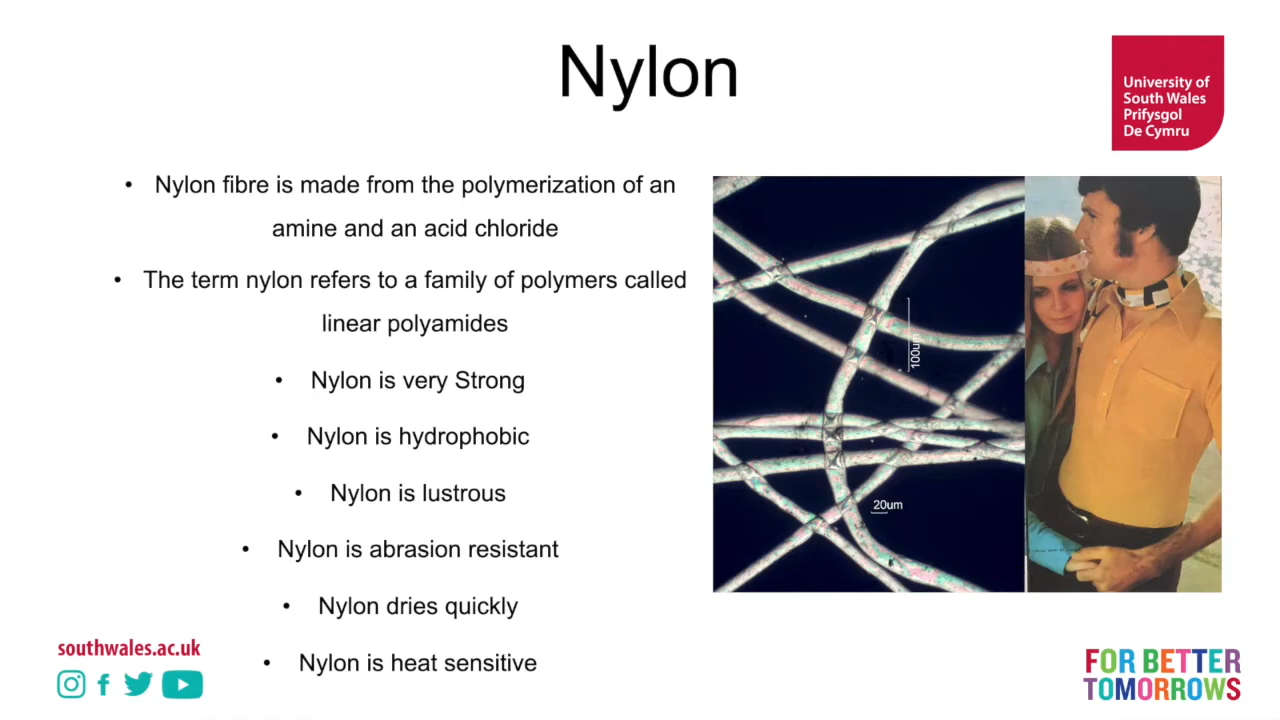 Nylon
University of
South Wales
Prifysgol
De Cymru
• Nylon fibre is made from the polymerization of an
amine and an acid chloride
• The term nylon refers to a family of polymers called
linear polyamides
• Nylon is very Strong
• Nylon is hydrophobic
• Nylon is lustrous
• Nylon is abrasion resistant
• Nylon dries quickly
• Nylon is heat sensitive
100um
20um
southwales.ac.uk
FOR BETTER
TOMORROWS